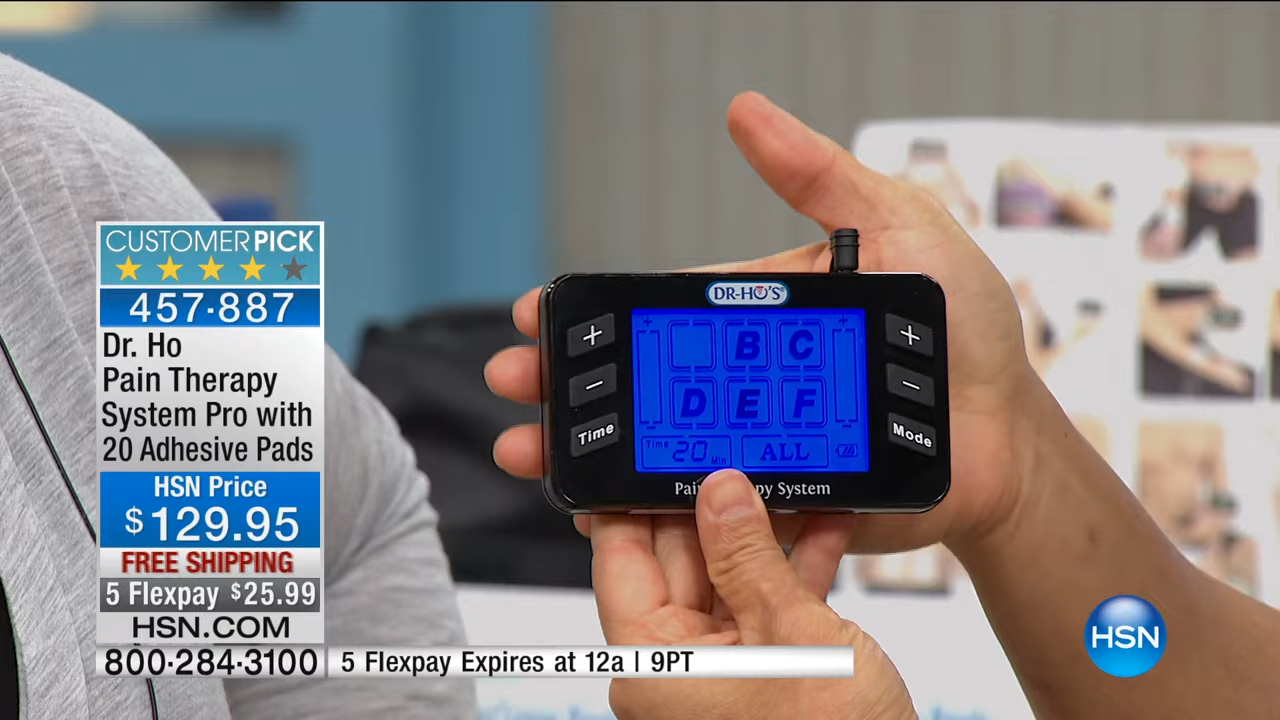 CUSTOMER PICK
457-887
Dr. Ho
Pain Therapy
System Pro with
20 Adhesive Pads
HSN Price
$129.95
FREE SHIPPING
5 Flexpay $25.99
HSN.COM
800·284·3100
5 Flexpay Expires at 12a | 9PT
DR-HO'S®
+
+
+ +
B C
−
−
D E F
- -
Time
Mode
Time 20 Min
ALL
System
HSN